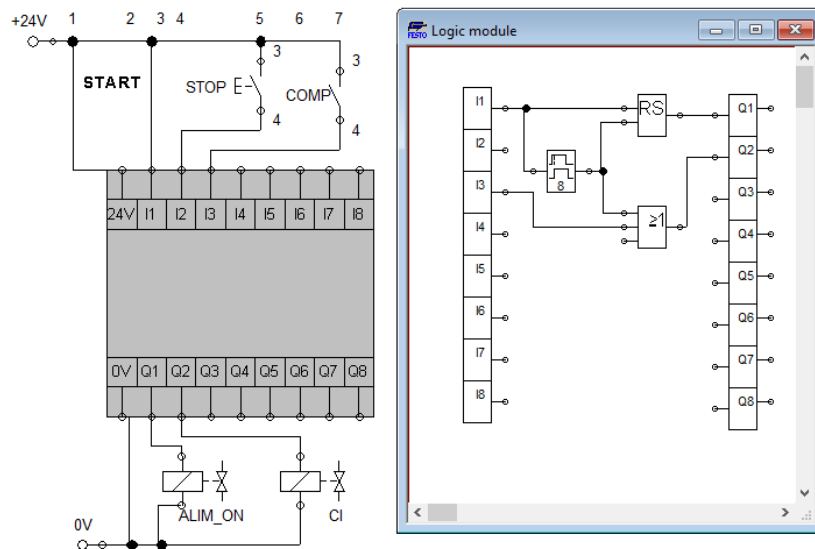 +24V
1 2 3 4 5 6 7
START
3
STOP
4
3
COMP
4
24V I1 I2 I3 I4 I5 I6 I7 I8
0V Q1 Q2 Q3 Q4 Q5 Q6 Q7 Q8
ALIM_ON
CI
0V
FESTO Logic module
I1
I2
I3
I4
I5
I6
I7
I8
RS
8
≥1
Q1
Q2
Q3
Q4
Q5
Q6
Q7
Q8